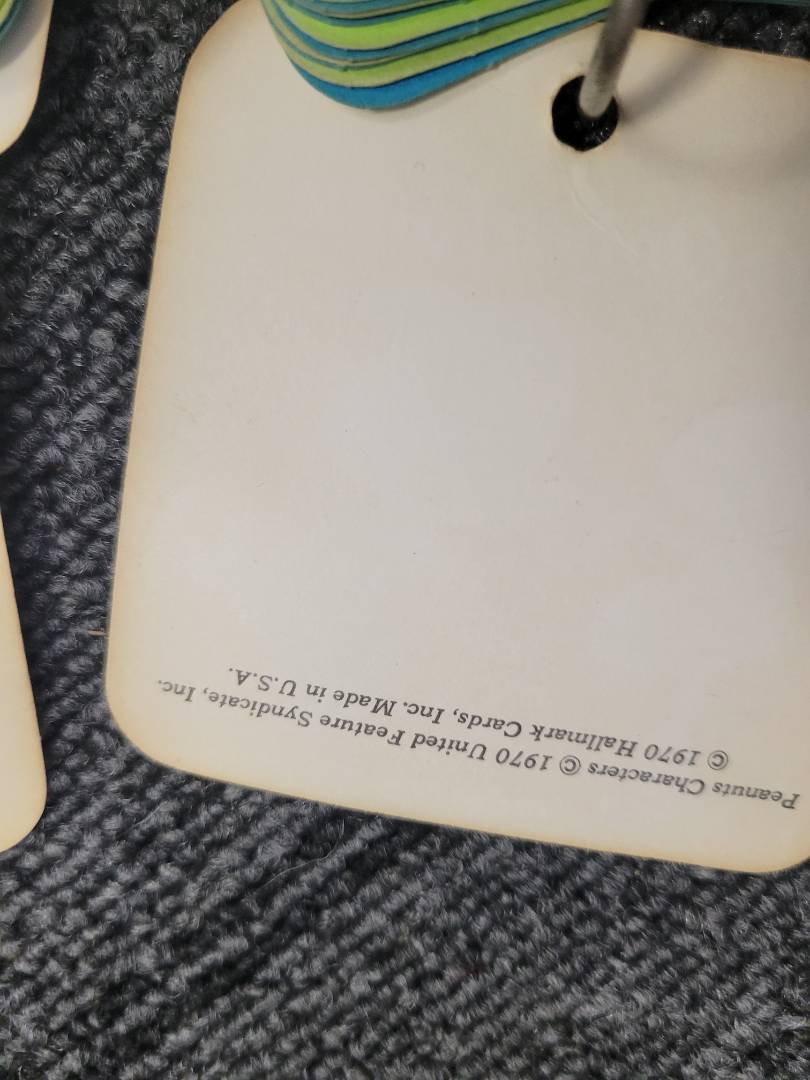 Peanuts Characters © 1970 United Feature Syndicate, Inc.
© 1970 Hallmark Cards, Inc. Made in U.S.A.